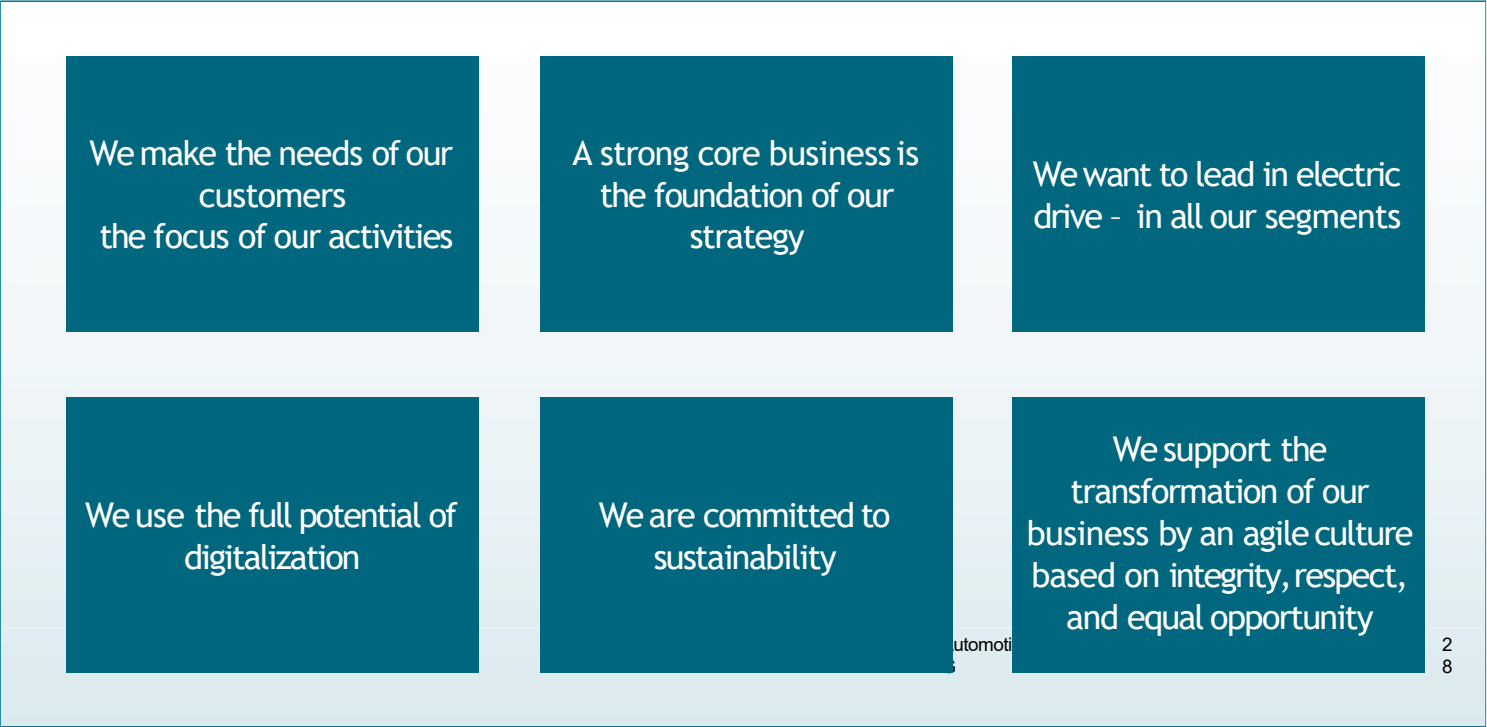 We make the needs of our
customers
the focus of our activities
A strong core business is
the foundation of our
strategy
We want to lead in electric
drive – in all our segments
We use the full potential of
digitalization
We are committed to
sustainability
We support the
transformation of our
business by an agile culture
based on integrity, respect,
and equal opportunity
utomoti
2
8